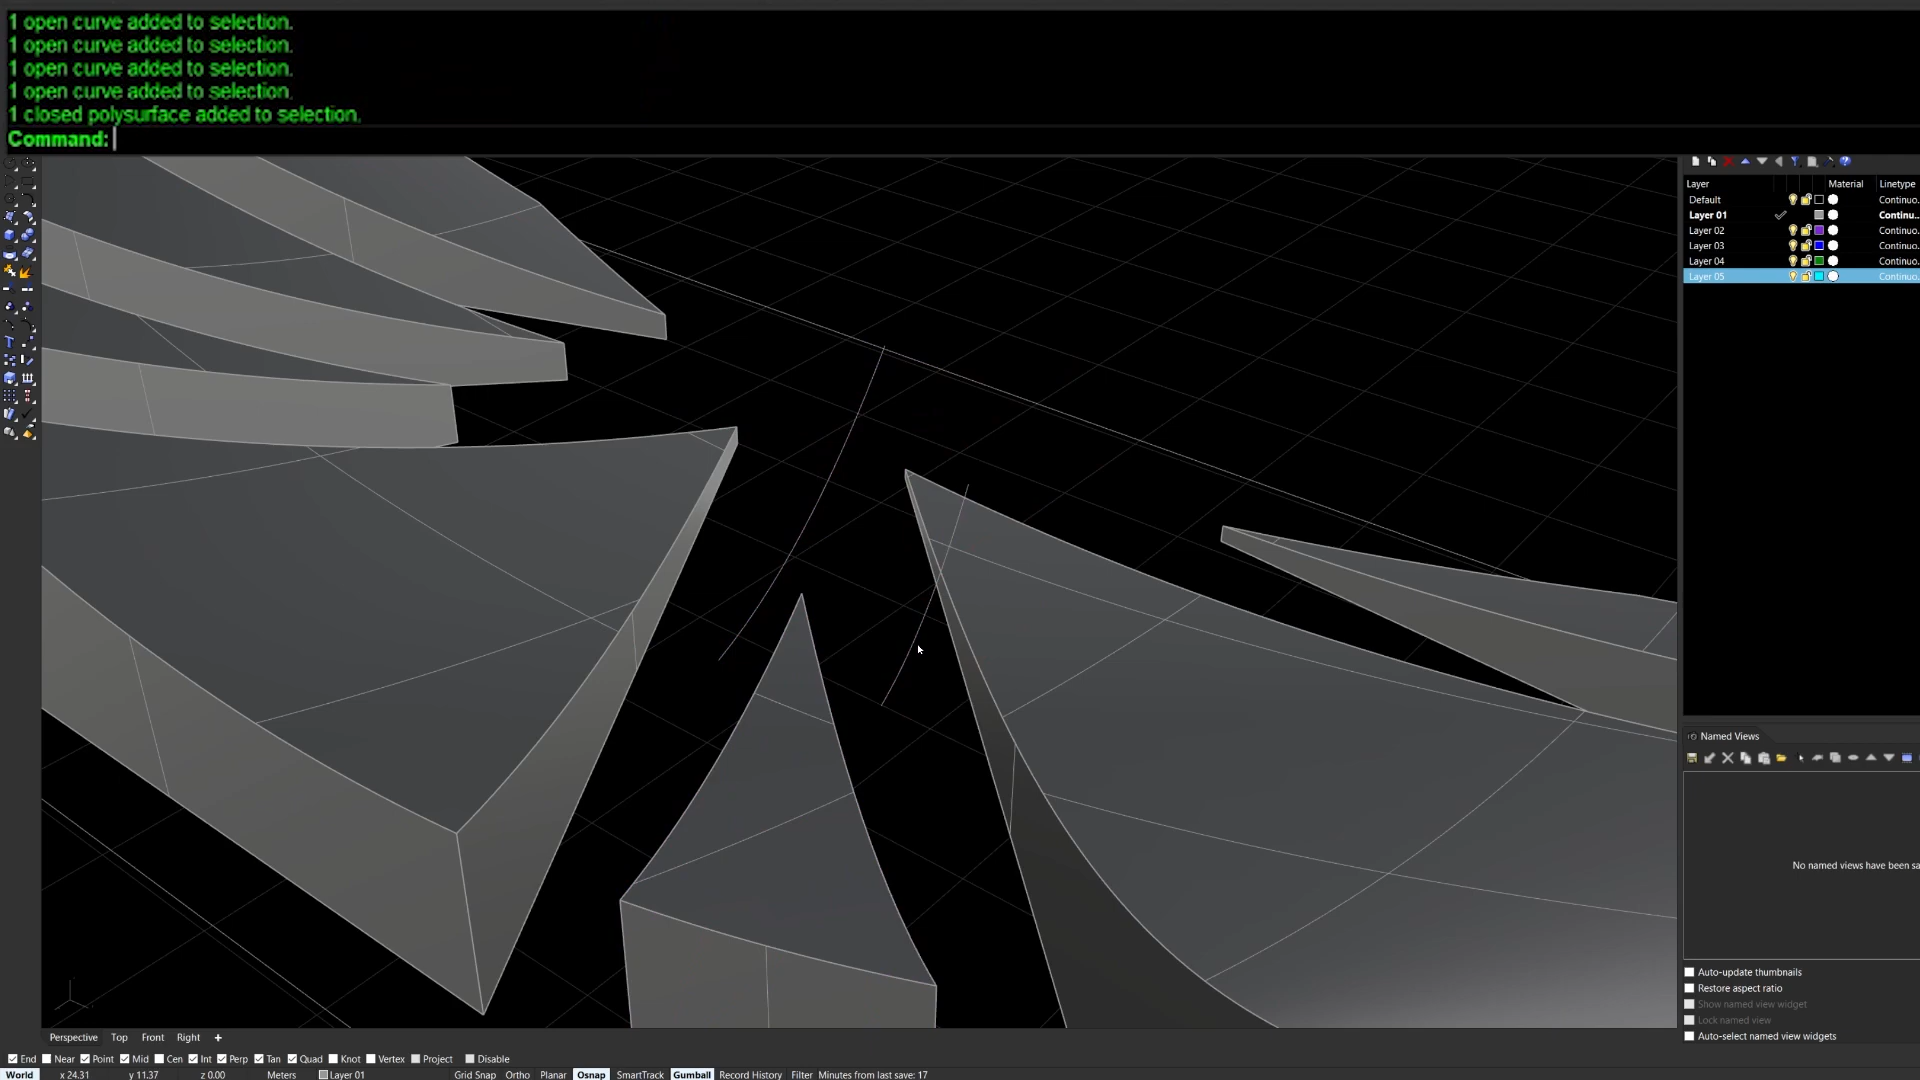 1 open curve added to selection.
1 open curve added to selection.
1 open curve added to selection.
1 open curve added to selection.
1 closed polysurface added to selection.
Command:
Layer Material Linetype
Default Continuo...
Layer 01 Continu...
Layer 02 Continuo...
Layer 03 Continuo...
Layer 04 Continuo...
Layer 05 Continuo...
Named Views
No named views have been sa
Auto-update thumbnails
Restore aspect ratio
Show named view widget
Lock named view
Auto-select named view widgets
Perspective Top Front Right
End Near Point Mid Cen Int Perp Tan Quad Knot Vertex Project Disable
World x 24.31 y 11.37 z 0.00 Meters Layer 01 Grid Snap Ortho Planar Osnap SmartTrack Gumball Record History Filter Minutes from last save: 17